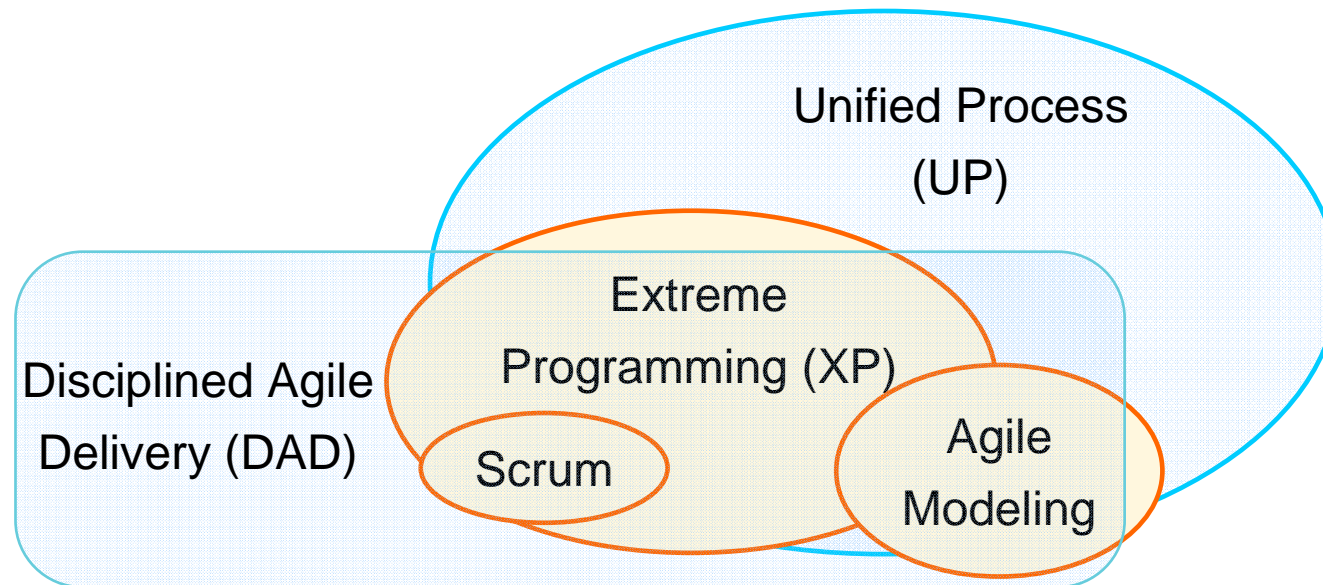 Unified Process
(UP)
Extreme
Programming (XP)
Disciplined Agile
Delivery (DAD)
Scrum
Agile
Modeling